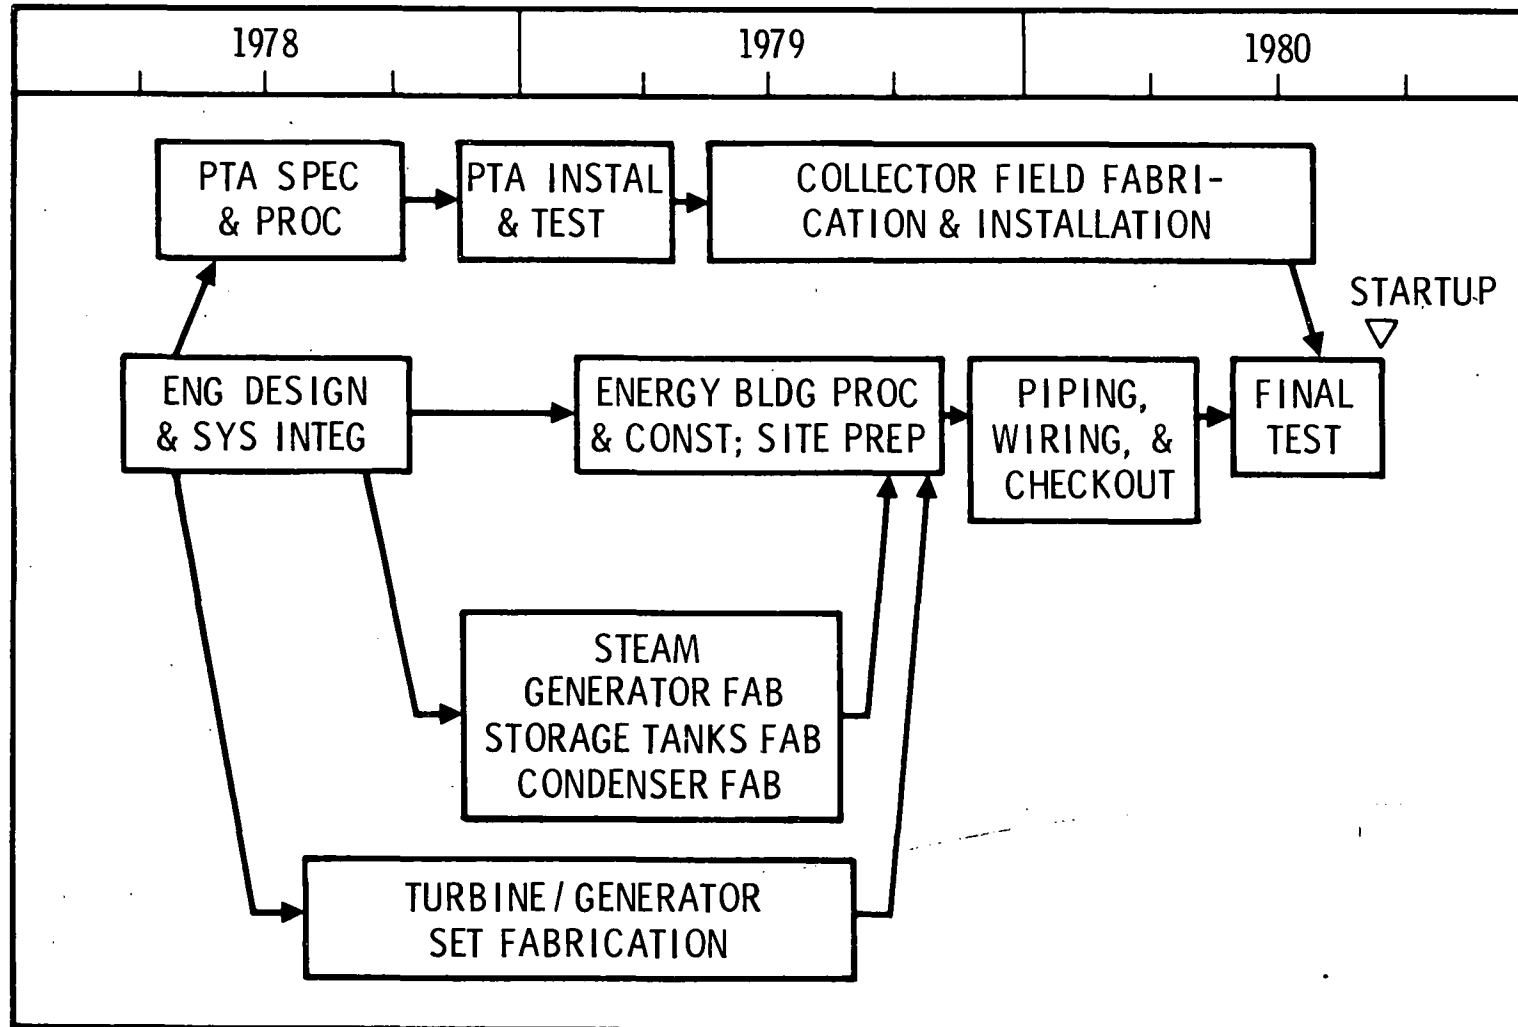 1978
1979
1980
PTA SPEC
& PROC
PTA INSTAL
& TEST
COLLECTOR FIELD FABRI-
CATION & INSTALLATION
STARTUP
ENG DESIGN
& SYS INTEG
ENERGY BLDG PROC
& CONST; SITE PREP
PIPING,
WIRING, &
CHECKOUT
FINAL
TEST
STEAM
GENERATOR FAB
STORAGE TANKS FAB
CONDENSER FAB
TURBINE/GENERATOR
SET FABRICATION